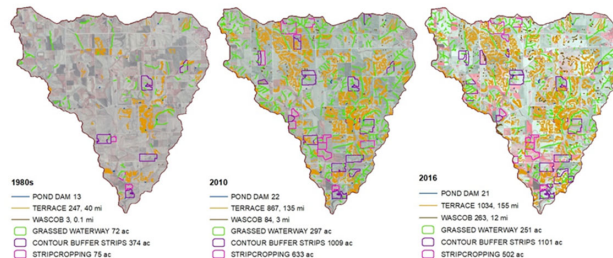 1980s
POND DAM 13
TERRACE 247, 40 mi
WASCOB 3, 0.1 mi
GRASSED WATERWAY 72 ac
CONTOUR BUFFER STRIPS 374 ac
STRIPCROPPING 75 ac
2010
POND DAM 22
TERRACE 867, 135 mi
WASCOB 84, 3 mi
GRASSED WATERWAY 297 ac
CONTOUR BUFFER STRIPS 1009 ac
STRIPCROPPING 633 ac
2016
POND DAM 21
TERRACE 1034, 155 mi
WASCOB 263, 12 mi
GRASSED WATERWAY 251 ac
CONTOUR BUFFER STRIPS 1101 ac
STRIPCROPPING 502 ac